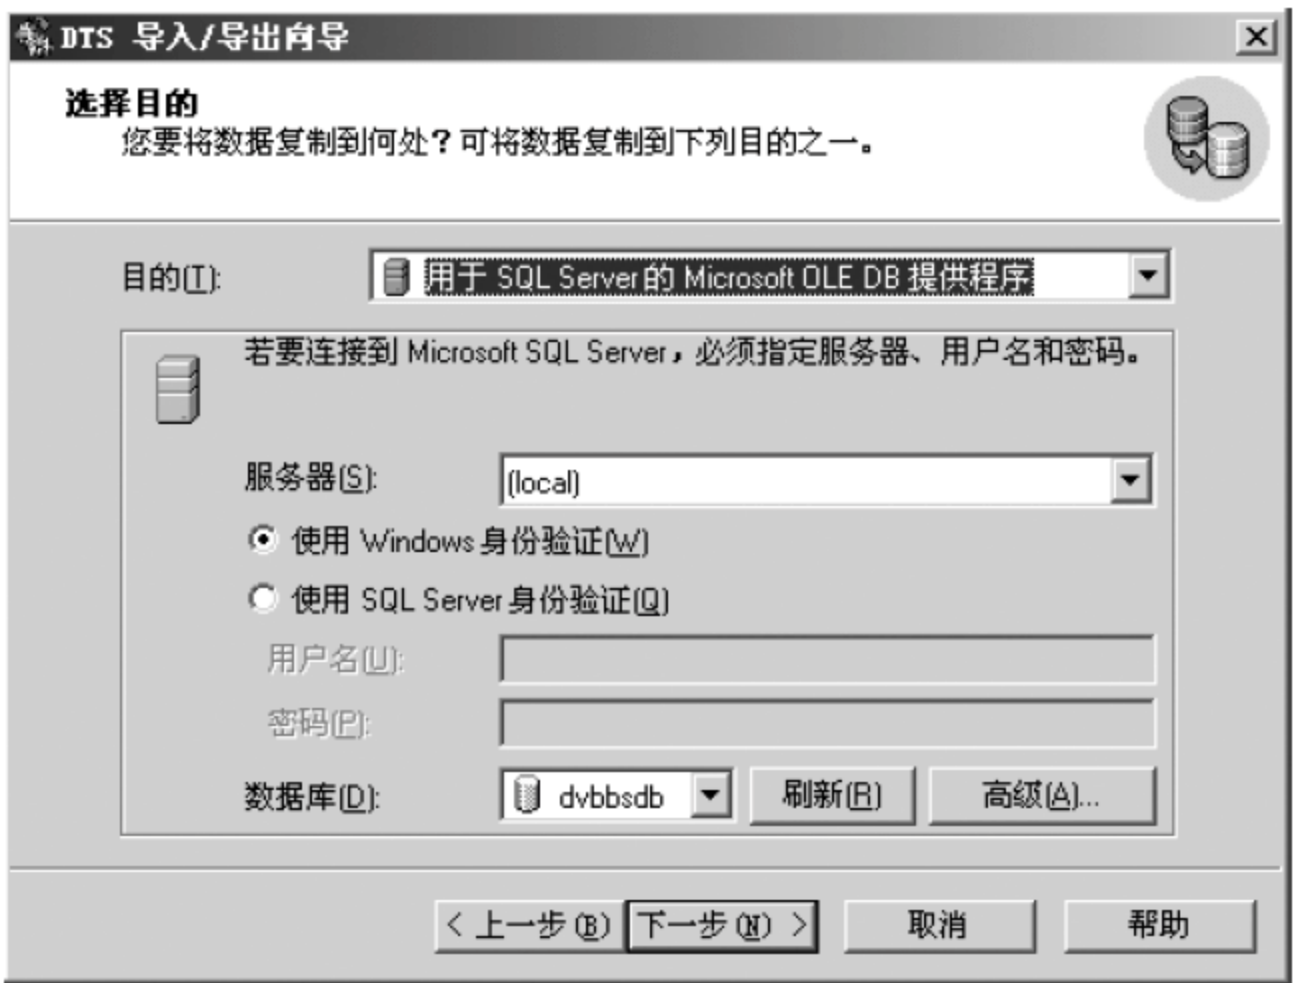 DTS 导入/导出向导
选择目的
您要将数据复制到何处？可将数据复制到下列目的之一。
目的(T):
用于 SQL Server 的 Microsoft OLE DB 提供程序
若要连接到 Microsoft SQL Server，必须指定服务器、用户名和密码。
服务器(S):
(local)
使用 Windows 身份验证(W)
使用 SQL Server 身份验证(Q)
用户名(U):
密码(P):
数据库(D):
dvbbsdb
刷新(R)
高级(A)...
< 上一步(B)
下一步(N) >
取消
帮助